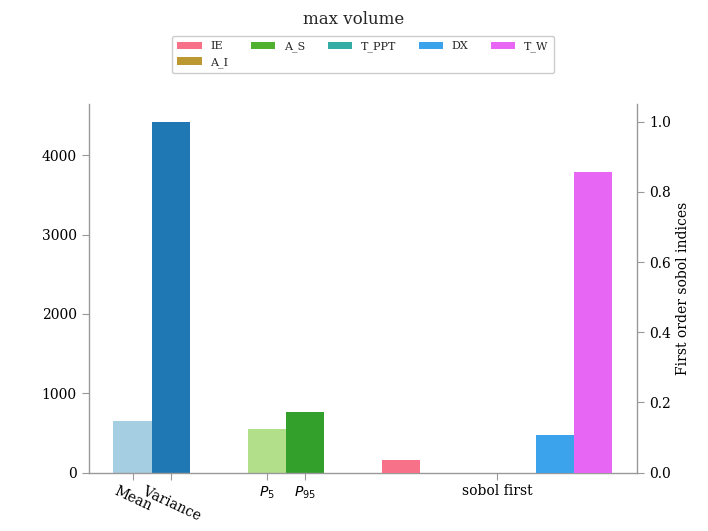 max volume
IE A_S T_PPT DX T_W
A_I
4000
3000
2000
1000
0
1.0
0.8
0.6
0.4
0.2
0.0
First order sobol indices
Mean Variance P5 P95 sobol first